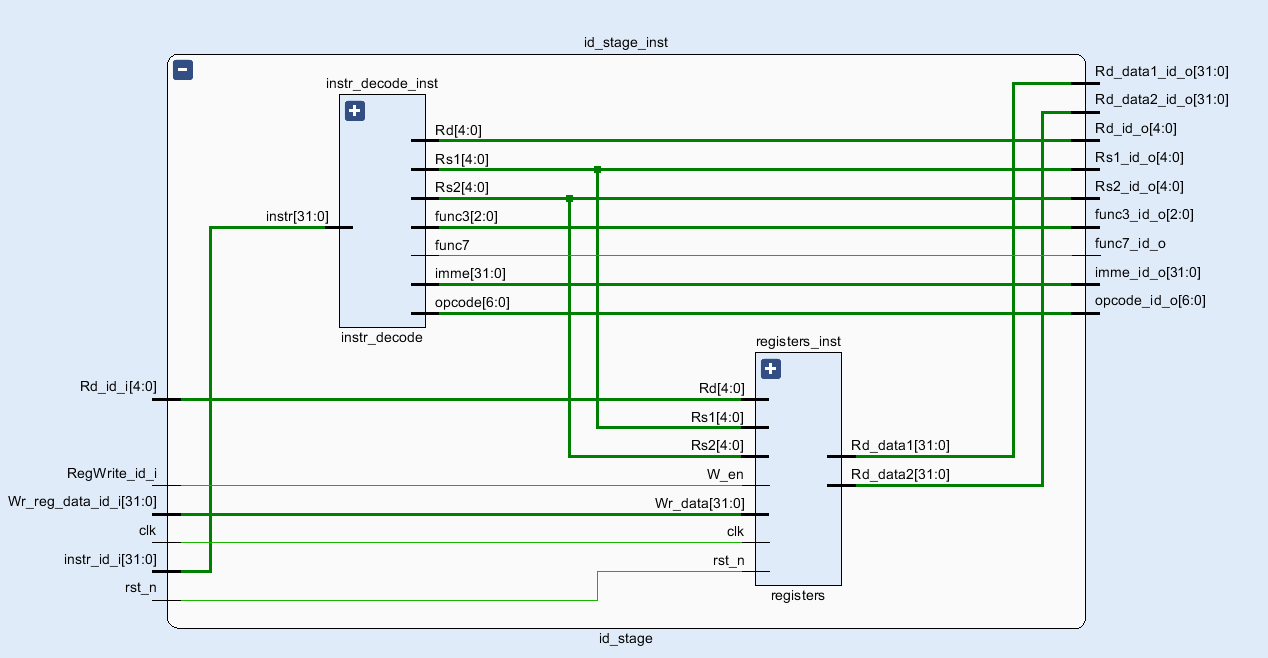 id_stage_inst
instr_decode_inst
Rd[4:0]
Rs1[4:0]
Rs2[4:0]
instr[31:0]
func3[2:0]
func7
imme[31:0]
opcode[6:0]
instr_decode
Rd_data1_id_o[31:0]
Rd_data2_id_o[31:0]
Rd_id_o[4:0]
Rs1_id_o[4:0]
Rs2_id_o[4:0]
func3_id_o[2:0]
func7_id_o
imme_id_o[31:0]
opcode_id_o[6:0]
Rd_id_i[4:0]
RegWrite_id_i
Wr_reg_data_id_i[31:0]
clk
instr_id_i[31:0]
rst_n
registers_inst
Rd[4:0]
Rs1[4:0]
Rs2[4:0]
W_en
Wr_data[31:0]
clk
rst_n
Rd_data1[31:0]
Rd_data2[31:0]
registers
id_stage